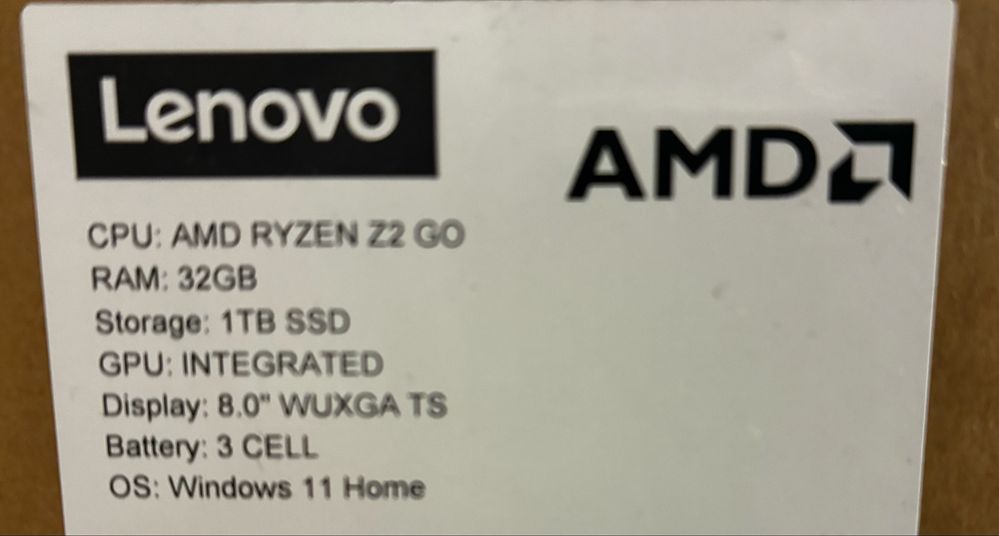 Lenovo
AMD
CPU: AMD RYZEN Z2 GO
RAM: 32GB
Storage: 1TB SSD
GPU: INTEGRATED
Display: 8.0" WUXGA TS
Battery: 3 CELL
OS: Windows 11 Home